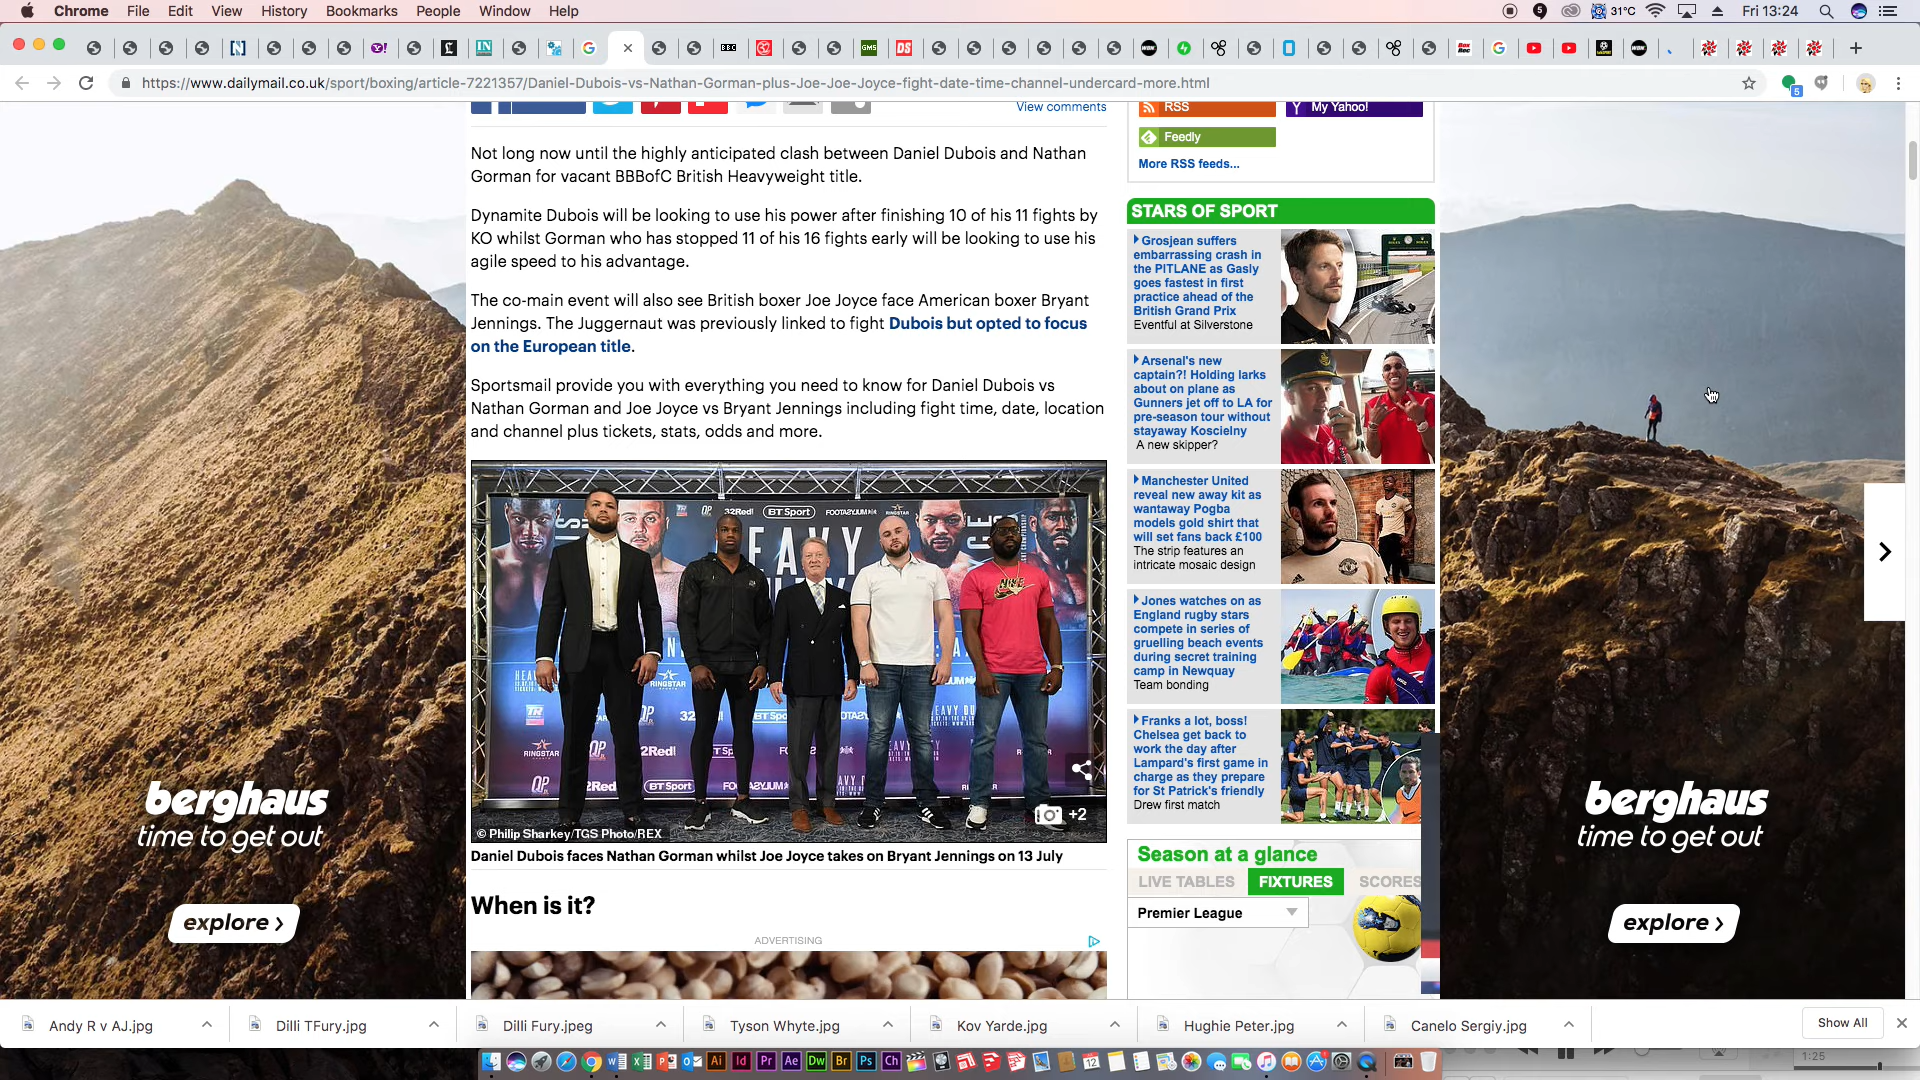 Chrome File Edit View History Bookmarks People Window Help
31°C Fri 13:24
https://www.dailymail.co.uk/sport/boxing/article-7221357/Daniel-Dubois-vs-Nathan-Gorman-plus-Joe-Joe-Joyce-fight-date-time-channel-undercard-more.html
View comments
Not long now until the highly anticipated clash between Daniel Dubois and Nathan
Gorman for vacant BBBofC British Heavyweight title.
Dynamite Dubois will be looking to use his power after finishing 10 of his 11 fights by
KO whilst Gorman who has stopped 11 of his 16 fights early will be looking to use his
agile speed to his advantage.
The co-main event will also see British boxer Joe Joyce face American boxer Bryant
Jennings. The Juggernaut was previously linked to fight Dubois but opted to focus
on the European title.
Sportsmail provide you with everything you need to know for Daniel Dubois vs
Nathan Gorman and Joe Joyce vs Bryant Jennings including fight time, date, location
and channel plus tickets, stats, odds and more.
32Red! BT Sport
RINGSTAR
BT Sport
RINGSTAR
2Red!
BT Sport
NIKE
+2
© Philip Sharkey/TGS Photo/REX
Daniel Dubois faces Nathan Gorman whilst Joe Joyce takes on Bryant Jennings on 13 July
When is it?
ADVERTISING
RSS
My Yahoo!
Feedly
More RSS feeds...
STARS OF SPORT
Grosjean suffers
embarrassing crash in
the PITLANE as Gasly
goes fastest in first
practice ahead of the
British Grand Prix
Eventful at Silverstone
Arsenal's new
captain?! Holding larks
about on plane as
Gunners jet off to LA for
pre-season tour without
stayaway Koscielny
A new skipper?
Manchester United
reveal new away kit as
wantaway Pogba
models gold shirt that
will set fans back £100
The strip features an
intricate mosaic design
Jones watches on as
England rugby stars
compete in series of
gruelling beach events
during secret training
camp in Newquay
Team bonding
Franks a lot, boss!
Chelsea get back to
work the day after
Lampard's first game in
charge as they prepare
for St Patrick's friendly
Drew first match
Season at a glance
LIVE TABLES FIXTURES SCORES
Premier League
berghaus
time to get out
explore ›
berghaus
time to get out
explore ›
Andy R v AJ.jpg
Dilli TFury.jpg
Dilli Fury.jpeg
Tyson Whyte.jpg
Kov Yarde.jpg
Hughie Peter.jpg
Canelo Sergiy.jpg
Show All
1:25